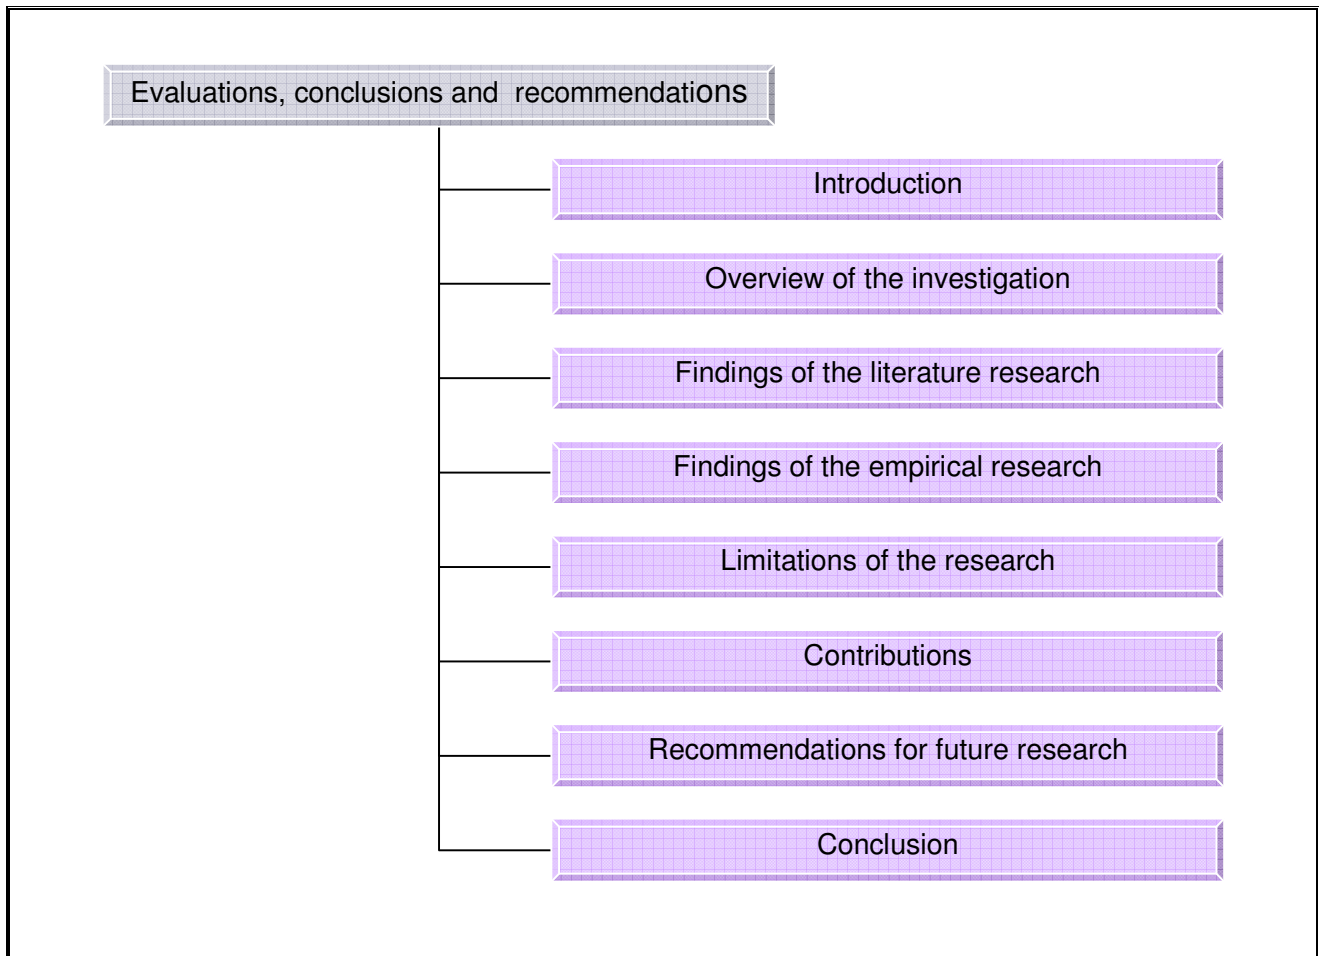 Evaluations, conclusions and recommendations
Introduction
Overview of the investigation
Findings of the literature research
Findings of the empirical research
Limitations of the research
Contributions
Recommendations for future research
Conclusion